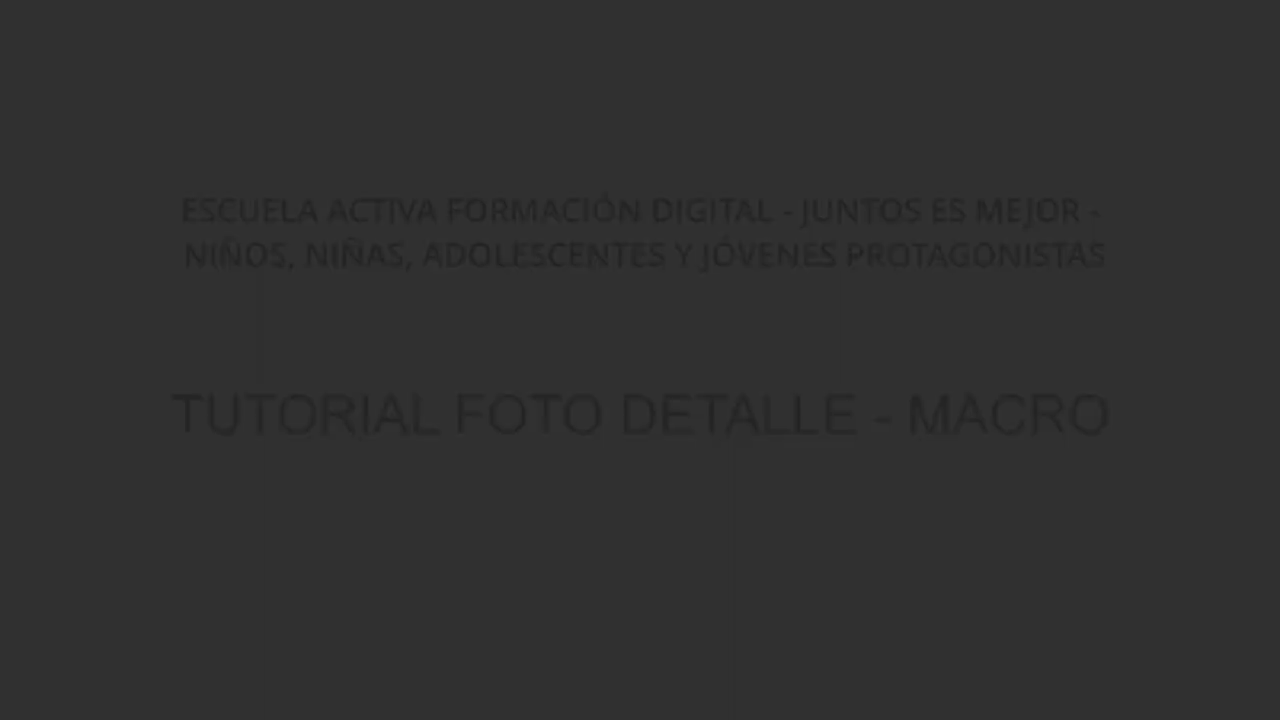 ESCUELA ACTIVA FORMACIÓN DIGITAL - JUNTOS ES MEJOR -
NIÑOS, NIÑAS, ADOLESCENTES Y JÓVENES PROTAGONISTAS
TUTORIAL FOTO DETALLE - MACRO